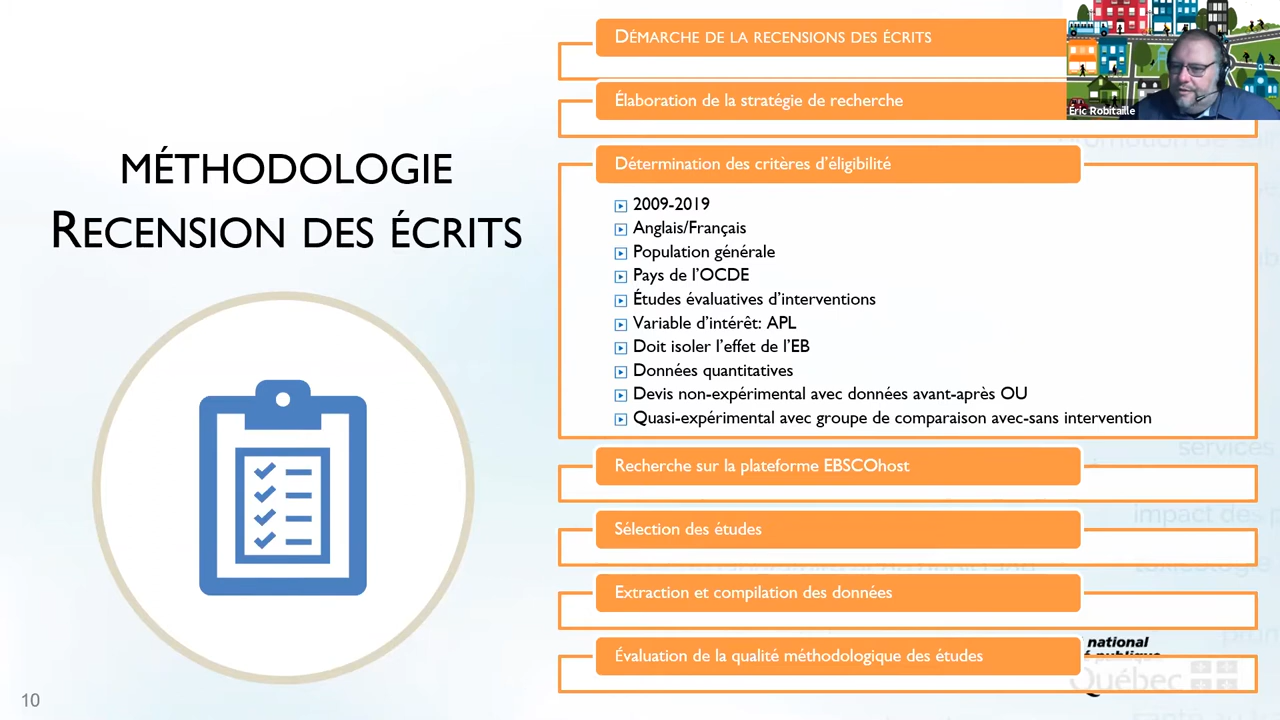 MÉTHODOLOGIE
RECENSION DES ÉCRITS
DÉMARCHE DE LA RECENSIONS DES ÉCRITS
Élaboration de la stratégie de recherche
Détermination des critères d'éligibilité
2009-2019
Anglais/Français
Population générale
Pays de l'OCDE
Études évaluatives d'interventions
Variable d'intérêt: APL
Doit isoler l'effet de l'EB
Données quantitatives
Devis non-expérimental avec données avant-après OU
Quasi-expérimental avec groupe de comparaison avec-sans intervention
Recherche sur la plateforme EBSCOhost
Sélection des études
Extraction et compilation des données
Évaluation de la qualité méthodologique des études
Éric Robitaille
services
impact des
national
publique
Québec
10